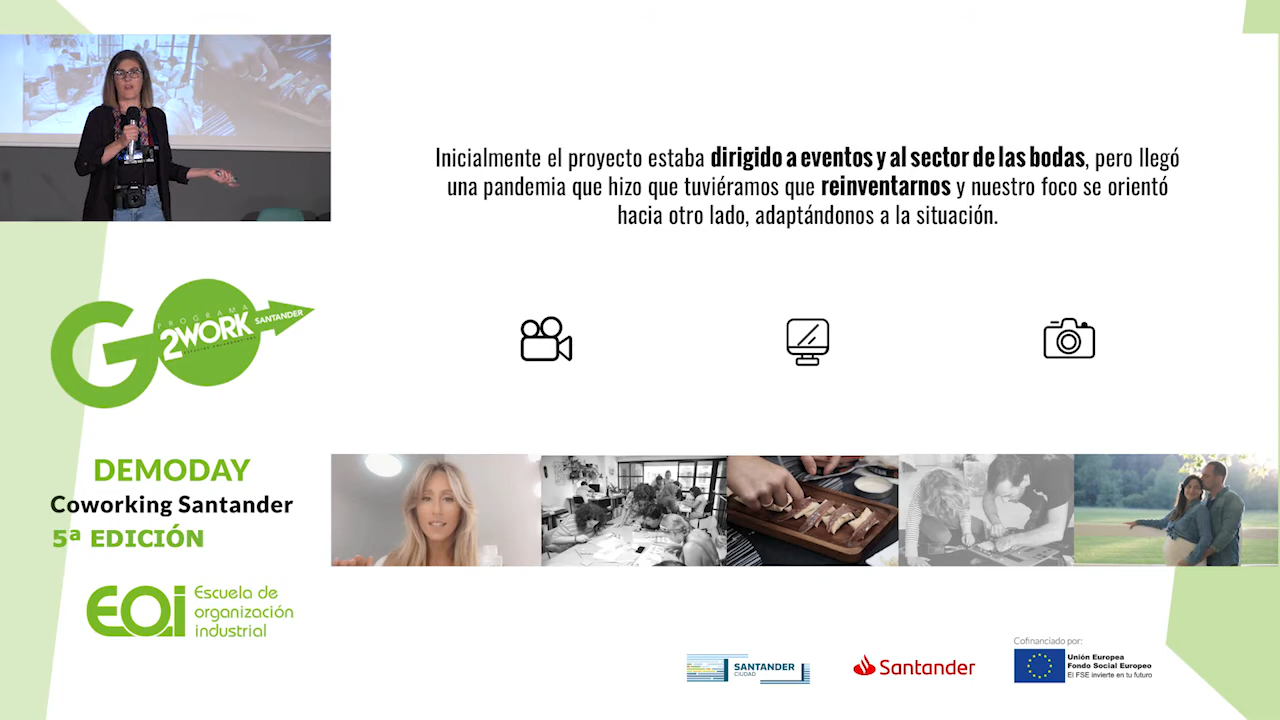 Inicialmente el proyecto estaba dirigido a eventos y al sector de las bodas, pero llegó
una pandemia que hizo que tuviéramos que reinventarnos y nuestro foco se orientó
hacia otro lado, adaptándonos a la situación.
GO
PROGRAMA
2WORK
SANTANDER
DEMODAY
Coworking Santander
5ª EDICIÓN
EOi
Escuela de
organización
industrial
SANTANDER
CIUDAD
Santander
Cofinanciado por:
Unión Europea
Fondo Social Europeo
El FSE invierte en tu futuro